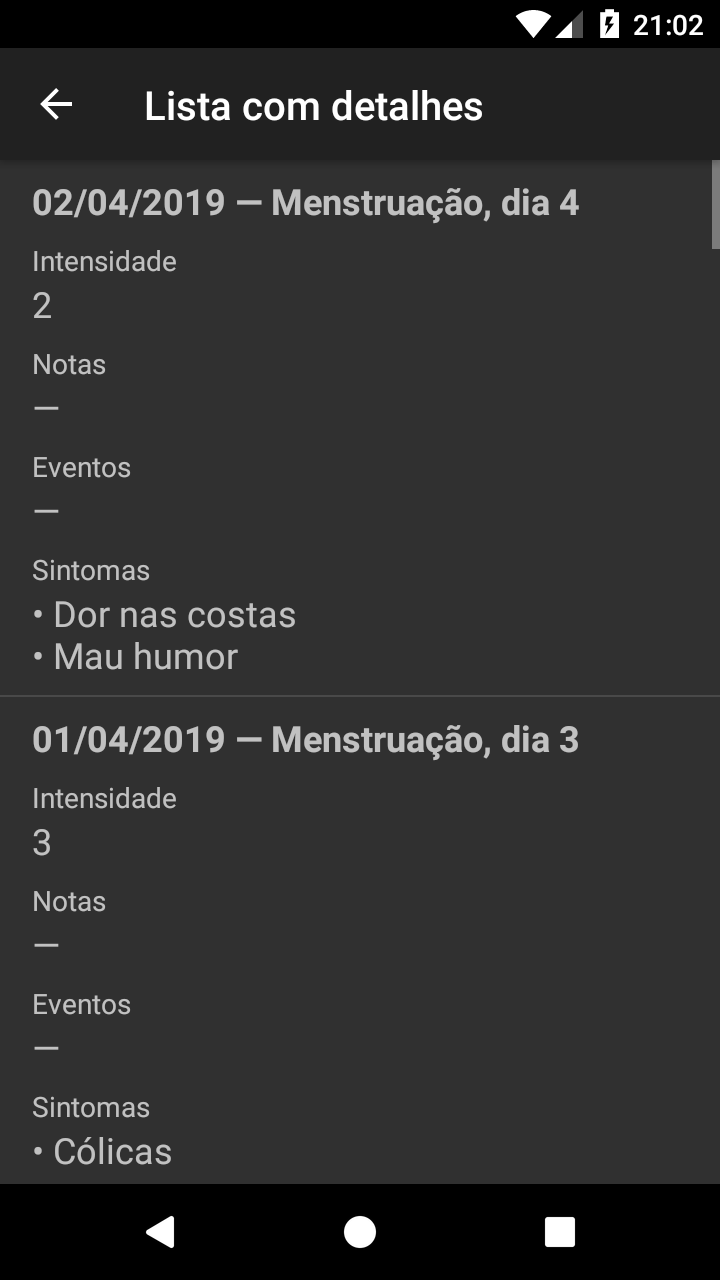 21:02
Lista com detalhes
02/04/2019 — Menstruação, dia 4
Intensidade
2
Notas
—
Eventos
—
Sintomas
• Dor nas costas
• Mau humor
01/04/2019 — Menstruação, dia 3
Intensidade
3
Notas
—
Eventos
—
Sintomas
• Cólicas